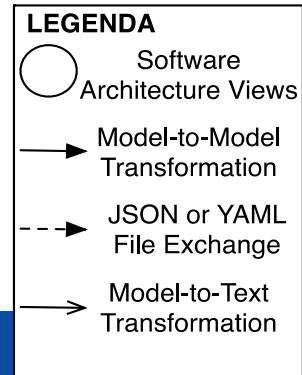 LEGENDA
Software
Architecture Views
Model-to-Model
Transformation
JSON or YAML
File Exchange
Model-to-Text
Transformation